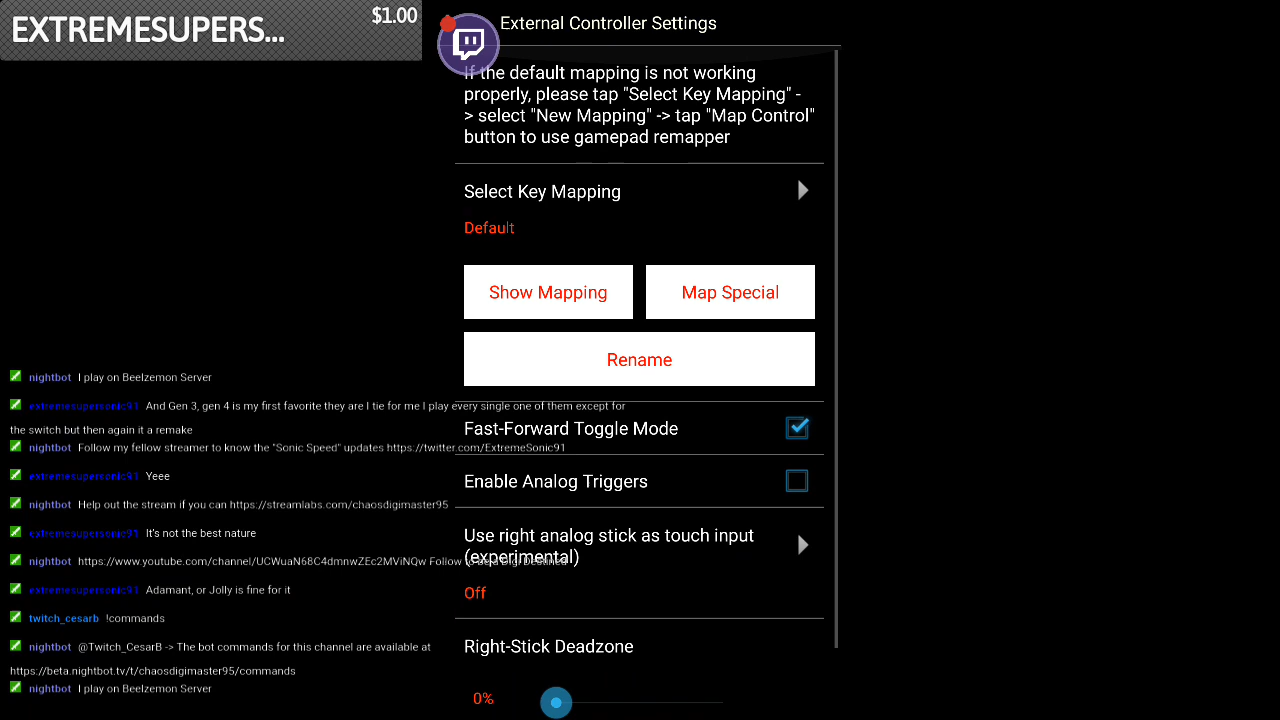 EXTREMESUPERS...
$1.00
External Controller Settings
If the default mapping is not working
properly, please tap "Select Key Mapping" -
> select "New Mapping" -> tap "Map Control"
button to use gamepad remapper
Select Key Mapping
Default
Show Mapping
Map Special
Rename
Fast-Forward Toggle Mode
Enable Analog Triggers
Use right analog stick as touch input
(experimental)
Off
Right-Stick Deadzone
0%
nightbot I play on Beelzemon Server
extremesupersonic91 And Gen 3, gen 4 is my first favorite they are I tie for me I play every single one of them except for
the switch but then again it a remake
nightbot Follow my fellow streamer to know the "Sonic Speed" updates https://twitter.com/ExtremeSonic91
extremesupersonic91 Yeee
nightbot Help out the stream if you can https://streamlabs.com/chaosdigimaster95
extremesupersonic91 It's not the best nature
nightbot https://www.youtube.com/channel/UCWuaN68C4dmnwZEc2MViNQw Follow
extremesupersonic91 Adamant, or Jolly is fine for it
twitch_cesarb !commands
nightbot @Twitch_CesarB -> The bot commands for this channel are available at
https://beta.nightbot.tv/t/chaosdigimaster95/commands
nightbot I play on Beelzemon Server